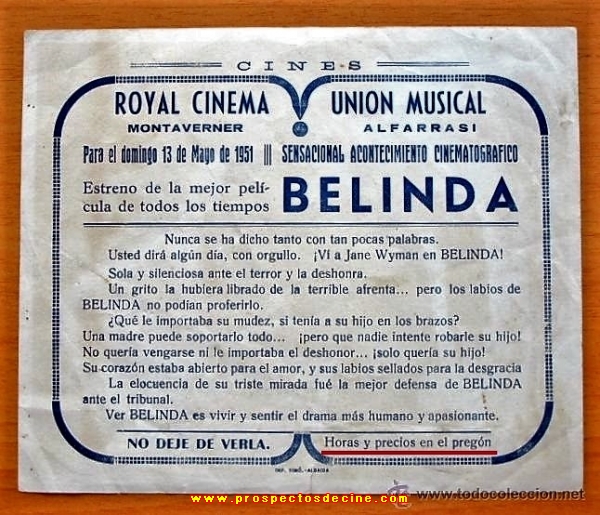 CINES
ROYAL CINEMA UNION MUSICAL
MONTAVERNER ALFARRASI
Para el domingo 13 de Mayo de 1951 ||| SENSACIONAL ACONTECIMIENTO CINEMATOGRAFICO
Estreno de la mejor pelí-
cula de todos los tiempos BELINDA
Nunca se ha dicho tanto con tan pocas palabras.
Usted dirá algún día, con orgullo. ¡Ví a Jane Wyman en BELINDA!
Sola y silenciosa ante el terror y la deshonra.
Un grito la hubiera librado de la terrible afrenta... pero los labios de
BELINDA no podían proferirlo.
¿Qué le importaba su mudez, si tenía a su hijo en los brazos?
Una madre puede soportarlo todo... ¡pero que nadie intente robarle su hijo!
No quería vengarse ni le importaba el deshonor... ¡solo quería su hijo!
Su corazón estaba abierto para el amor, y sus labios sellados para la desgracia
La elocuencia de su triste mirada fué la mejor defensa de BELINDA
ante el tribunal.
Ver BELINDA es vivir y sentir el drama más humano y apasionante.
NO DEJE DE VERLA. Horas y precios en el pregón
IMP. SIMÓ.-ALBAIDA
www.prospectosdecine.com
www.todocoleccion.net